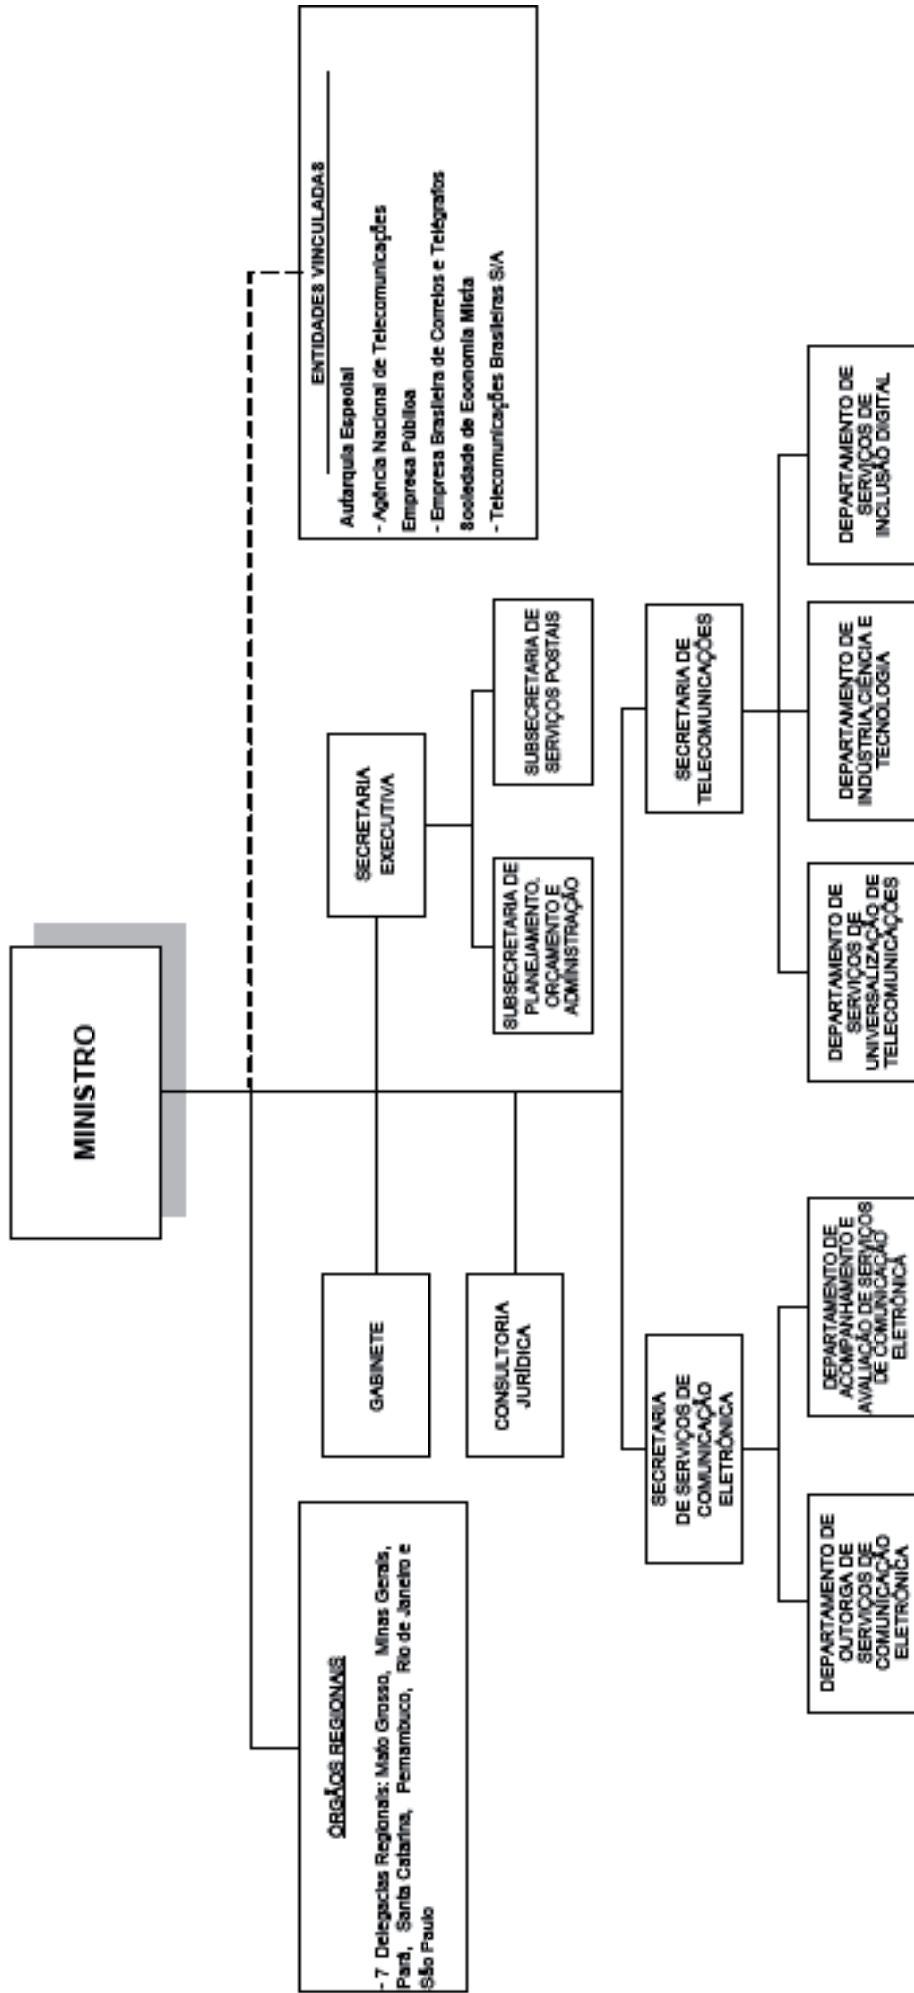 MINISTRO
ÓRGÃOS REGIONAIS
- 7 Delegacias Regionais: Mato Grosso, Minas Gerais,
Pará, Santa Catarina, Pernambuco, Rio de Janeiro e
São Paulo
GABINETE
SECRETARIA
EXECUTIVA
ENTIDADES VINCULADAS
Autarquia Especial
- Agência Nacional de Telecomunicações
Empresa Pública
- Empresa Brasileira de Correios e Telégrafos
Sociedade de Economia Mista
- Telecomunicações Brasileiras S/A
CONSULTORIA
JURÍDICA
SUBSECRETARIA DE
PLANEJAMENTO,
ORÇAMENTO E
ADMINISTRAÇÃO
SUBSECRETARIA DE
SERVIÇOS POSTAIS
SECRETARIA
DE SERVIÇOS DE
COMUNICAÇÃO
ELETRÔNICA
SECRETARIA DE
TELECOMUNICAÇÕES
DEPARTAMENTO DE
OUTORGA DE
SERVIÇOS DE
COMUNICAÇÃO
ELETRÔNICA
DEPARTAMENTO DE
ACOMPANHAMENTO E
AVALIAÇÃO DE SERVIÇOS
DE COMUNICAÇÃO
ELETRÔNICA
DEPARTAMENTO DE
SERVIÇOS DE
UNIVERSALIZAÇÃO DE
TELECOMUNICAÇÕES
DEPARTAMENTO DE
INDÚSTRIA,CIÊNCIA E
TECNOLOGIA
DEPARTAMENTO DE
SERVIÇOS DE
INCLUSÃO DIGITAL